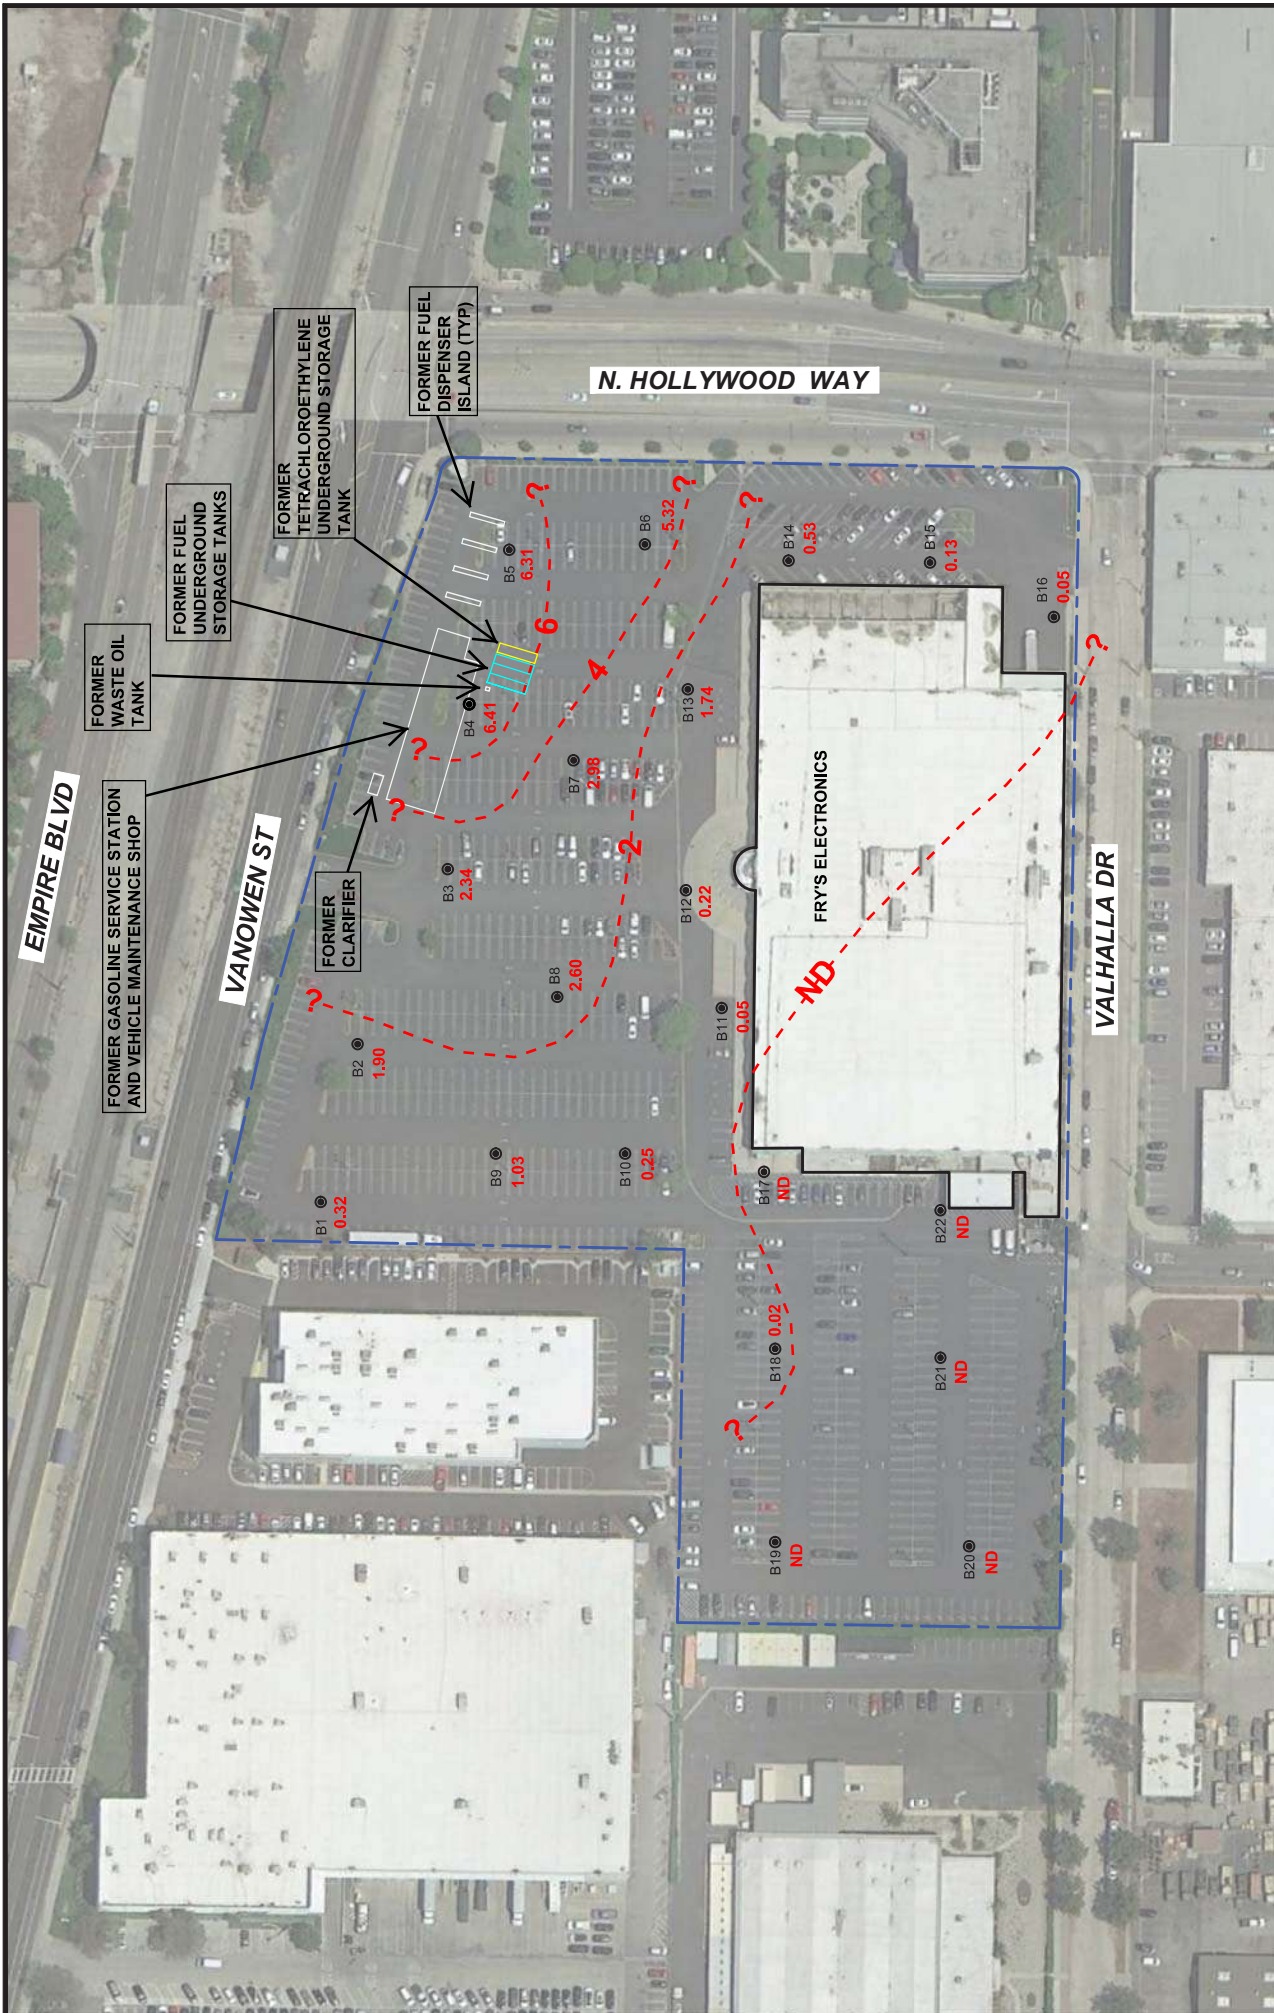 EMPIRE BLVD
VANOWEN ST
N. HOLLYWOOD WAY
VALHALLA DR
FORMER GASOLINE SERVICE STATION
AND VEHICLE MAINTENANCE SHOP
FORMER
WASTE OIL
TANK
FORMER FUEL
UNDERGROUND
STORAGE TANKS
FORMER
TETRACHLOROETHYLENE
UNDERGROUND STORAGE
TANK
FORMER FUEL
DISPENSER
ISLAND (TYP)
FORMER
CLARIFIER
FRY'S ELECTRONICS
B1
0.32
B2
1.90
B3
2.34
B4
6.41
B5
6.31
B6
5.32
B7
2.98
B8
2.60
B9
1.03
B10
0.25
B11
0.05
B12
0.22
B13
1.74
B14
0.53
B15
0.13
B16
0.05
B17
ND
B18
0.02
B19
ND
B20
ND
B21
ND
B22
ND
?
6
?
?
4
?
?
2
?
?
ND
?